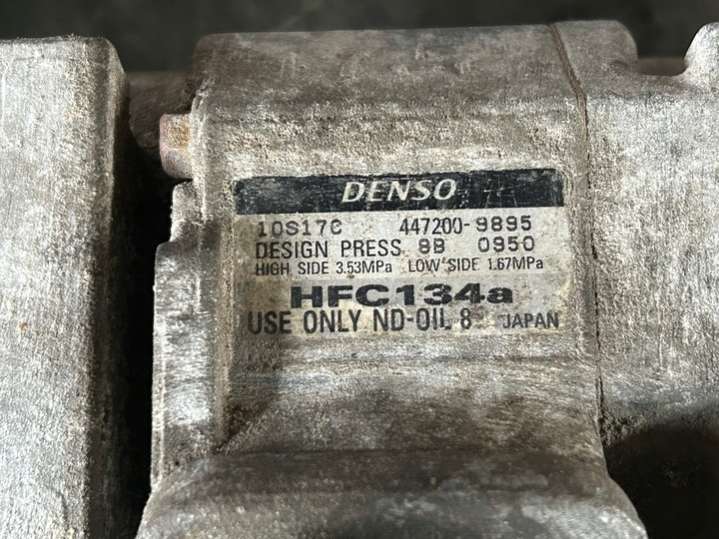 DENSO
10S17C 447200-9895
DESIGN PRESS 8B 0950
HIGH SIDE 3.53MPa LOW SIDE 1.67MPa
HFC134a
USE ONLY ND-OIL 8 JAPAN